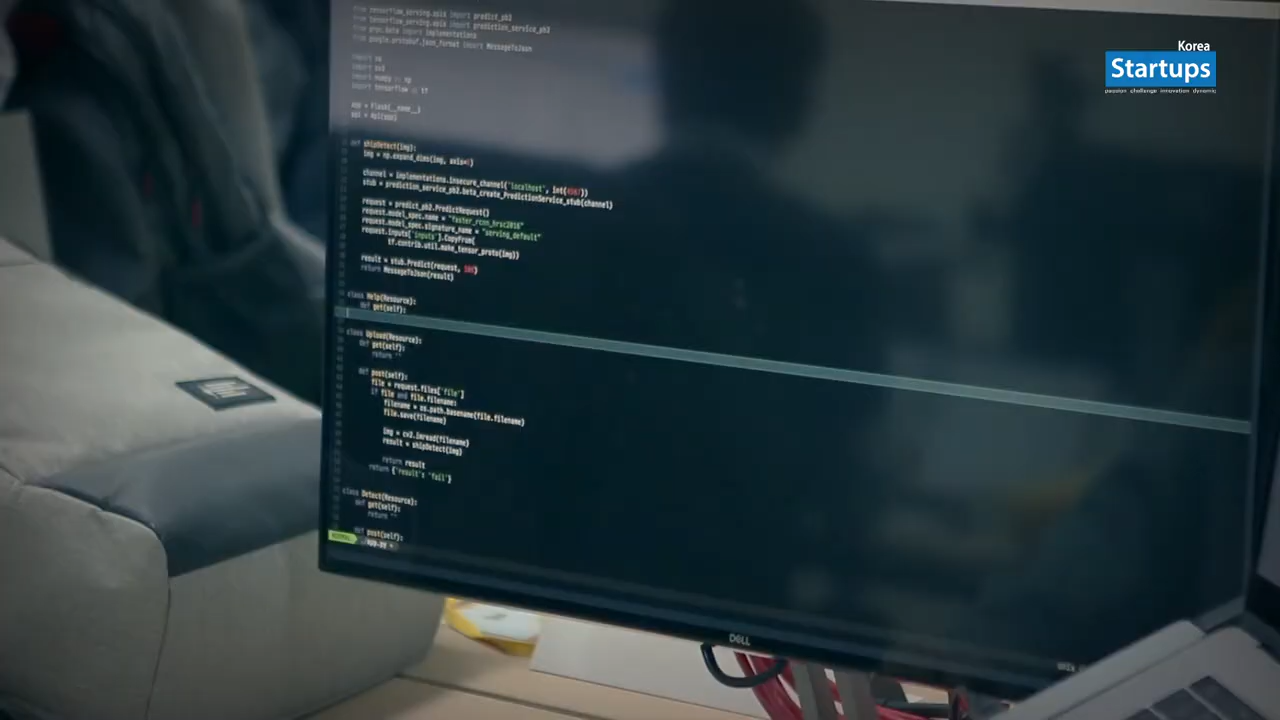 Korea
Startups
passion challenge innovation dynamic
from tensorflow_serving.apis import predict_pb2
from tensorflow_serving.apis import prediction_service_pb2
from grpc.beta import implementations
from google.protobuf.json_format import MessageToJson
import os
import cv2
import numpy as np
import tensorflow as tf
app = Flask(__name__)
api = Api(app)
def shipDetect(img):
img = np.expand_dims(img, axis=0)
channel = implementations.insecure_channel('localhost', int(
stub = prediction_service_pb2.beta_create_PredictionService_stub(channel)
request = predict_pb2.PredictRequest()
request.model_spec.name = "faster_rcnn_hrsc2016"
request.model_spec.signature_name = "serving_default"
request.inputs['inputs'].CopyFrom(
tf.contrib.util.make_tensor_proto(img))
result = stub.Predict(request,
return MessageToJson(result)
class Help(Resource):
def get(self):
class Upload(Resource):
def get(self):
return ''
def post(self):
file = request.files['file']
if file and file.filename:
filename = os.path.basename(file.filename)
file.save(filename)
img = cv2.imread(filename)
result = shipDetect(img)
return result
return {'result': 'fail'}
class Detect(Resource):
def get(self):
return ''
def post(self):
NORMAL app.py +
DELL